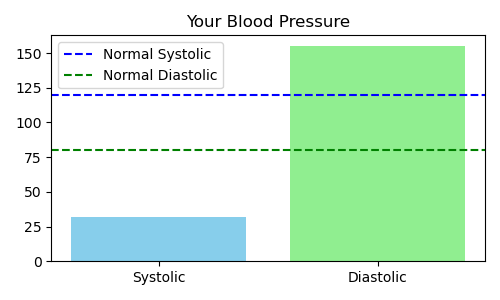 Your Blood Pressure
Normal Systolic
Normal Diastolic
150
125
100
75
50
25
0
Systolic
Diastolic